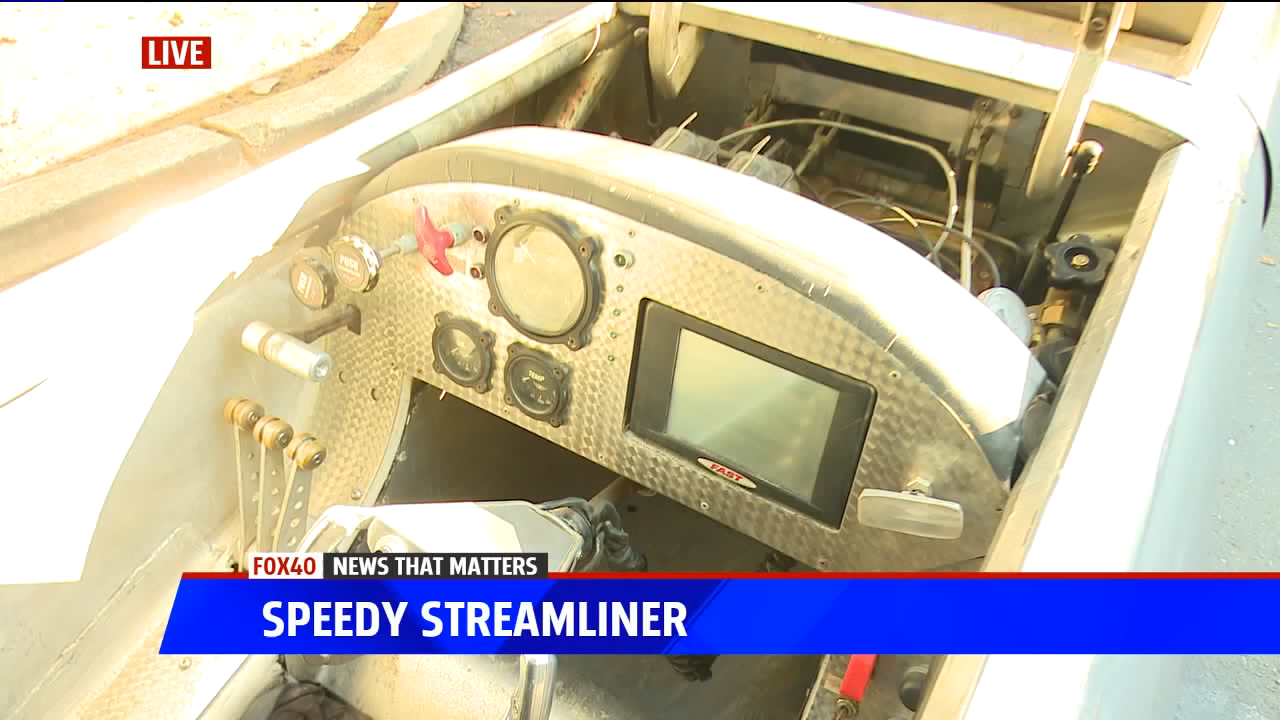 LIVE
TEMP
FAST
FOX40 NEWS THAT MATTERS
SPEEDY STREAMLINER